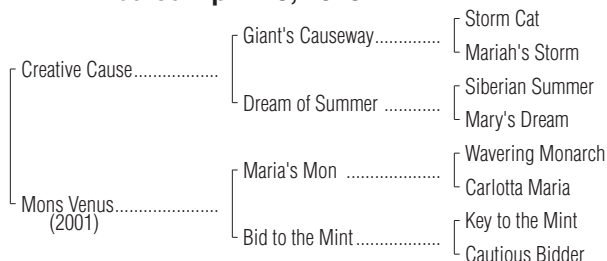 Storm Cat
Giant's Causeway..............
Mariah's Storm
Creative Cause..................
Siberian Summer
Dream of Summer ............
Mary's Dream
Wavering Monarch
Maria's Mon ....................
Carlotta Maria
Mons Venus......................
(2001)
Key to the Mint
Bid to the Mint..................
Cautious Bidder